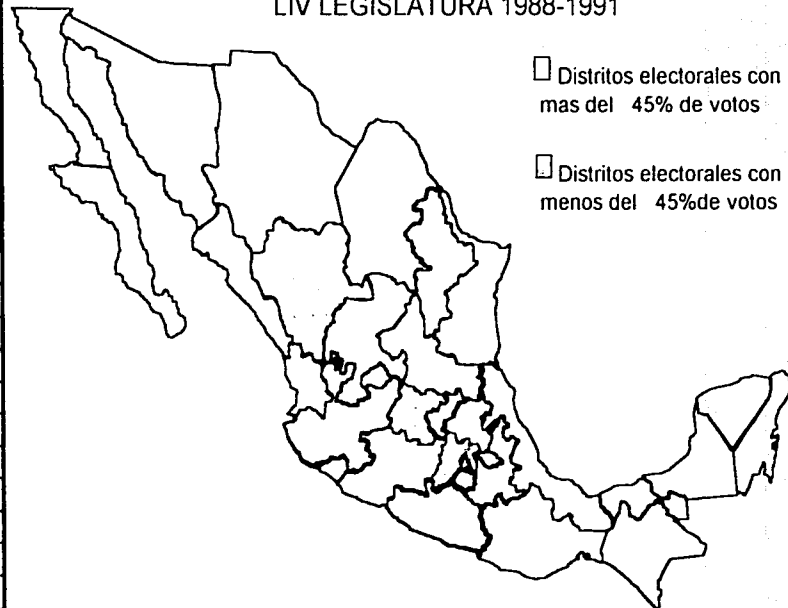 LIV LEGISLATURA 1988-1991
Distritos electorales con
mas del 45% de votos
Distritos electorales con
menos del 45%de votos